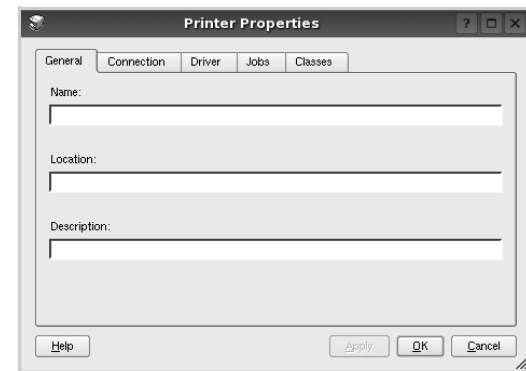 Printer Properties ?
General Connection Driver Jobs Classes
Name:
Location:
Description:
Help Apply OK Cancel